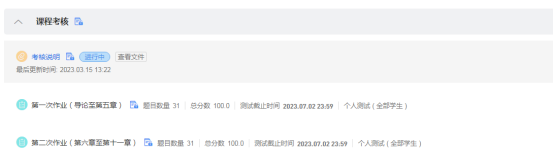 课程考核
考核说明 进行中 查看文件
最后更新时间 2023.03.15 13:22
第一次作业（导论至第五章） 题目数量 31 总分数 100.0 测试截止时间 2023.07.02 23:59 个人测试（全部学生）
第二次作业（第六章至第十一章） 题目数量 31 总分数 100.0 测试截止时间 2023.07.02 23:59 个人测试（全部学生）